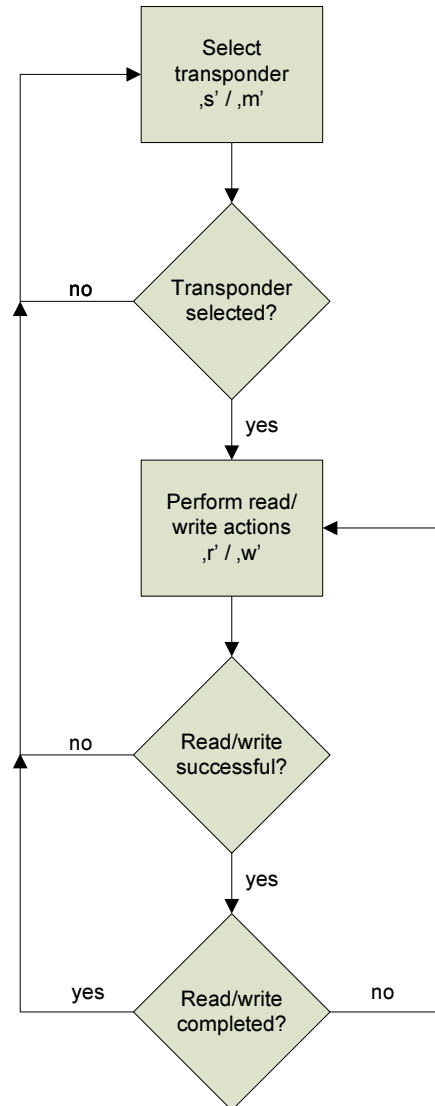 Select
transponder
‚s’ / ‚m’
Transponder
selected?
no
yes
Perform read/
write actions
‚r’ / ‚w’
Read/write
successful?
no
yes
Read/write
completed?
yes
no